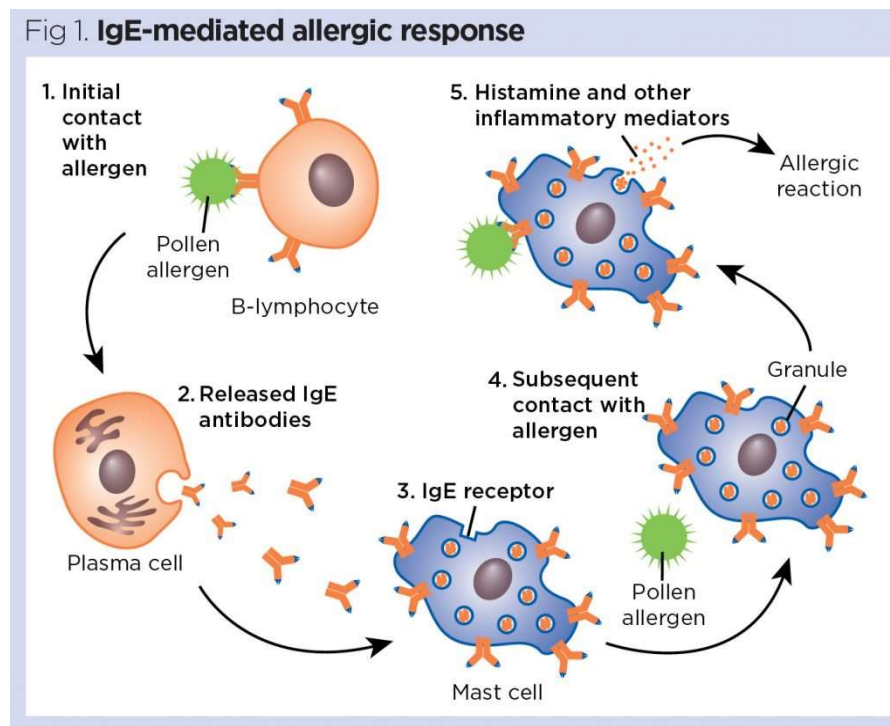 Fig 1. IgE-mediated allergic response
1. Initial
contact
with
allergen
Pollen
allergen
B-lymphocyte
2. Released IgE
antibodies
Plasma cell
3. IgE receptor
Mast cell
4. Subsequent
contact with
allergen
Pollen
allergen
Granule
5. Histamine and other
inflammatory mediators
Allergic
reaction